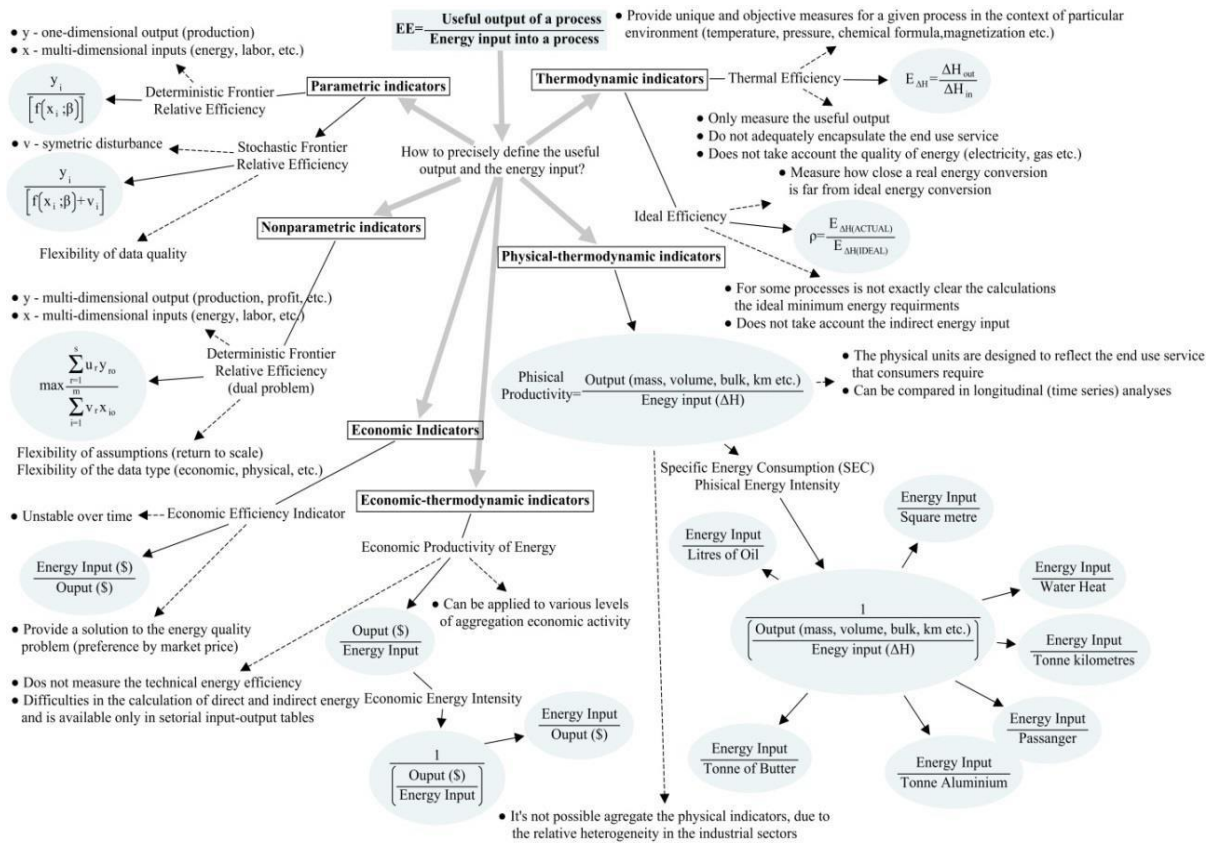 EE= Useful output of a process / Energy input into a process
● Provide unique and objective measures for a given process in the context of particular
environment (temperature, pressure, chemical formula,magnetization etc.)
● y - one-dimensional output (production)
● x - multi-dimensional inputs (energy, labor, etc.)
Parametric indicators
Thermodynamic indicators
Thermal Efficiency
E ΔH = ΔH out / ΔH in
y i / [f(x i ;β)]
Deterministic Frontier
Relative Efficiency
● Only measure the useful output
● Do not adequately encapsulate the end use service
● Does not take account the quality of energy (electricity, gas etc.)
● v - symetric disturbance
Stochastic Frontier
Relative Efficiency
How to precisely define the useful
output and the energy input?
y i / [f(x i ;β)+v i]
● Measure how close a real energy conversion
is far from ideal energy conversion
Ideal Efficiency
ρ= E ΔH(ACTUAL) / E ΔH(IDEAL)
Nonparametric indicators
Flexibility of data quality
Physical-thermodynamic indicators
● For some processes is not exactly clear the calculations
the ideal minimum energy requirments
● Does not take account the indirect energy input
● y - multi-dimensional output (production, profit, etc.)
● x - multi-dimensional inputs (energy, labor, etc.)
Deterministic Frontier
Relative Efficiency
(dual problem)
max s ∑ r=1 u r y ro / m ∑ i=1 v r x io
Phisical
Productivity= Output (mass, volume, bulk, km etc.) / Enegy input (ΔH)
● The physical units are designed to reflect the end use service
that consumers require
● Can be compared in longitudinal (time series) analyses
Economic Indicators
Flexibility of assumptions (return to scale)
Flexibility of the data type (economic, physical, etc.)
Specific Energy Consumption (SEC)
Phisical Energy Intensity
Economic-thermodynamic indicators
● Unstable over time
Economic Efficiency Indicator
Energy Input / Square metre
Energy Input / Litres of Oil
Economic Productivity of Energy
Energy Input ($) / Ouput ($)
Energy Input / Water Heat
● Can be applied to various levels
of aggregation economic activity
1 / [Output (mass, volume, bulk, km etc.) / Enegy input (ΔH)]
● Provide a solution to the energy quality
problem (preference by market price)
Ouput ($) / Energy Input
Energy Input / Tonne kilometres
● Dos not measure the technical energy efficiency
● Difficulties in the calculation of direct and indirect energy
and is available only in setorial input-output tables
Economic Energy Intensity
Energy Input / Ouput ($)
Energy Input / Passanger
1 / [Ouput ($) / Energy Input]
Energy Input / Tonne of Butter
Energy Input / Tonne Aluminium
● It's not possible agregate the physical indicators, due to
the relative heterogeneity in the industrial sectors